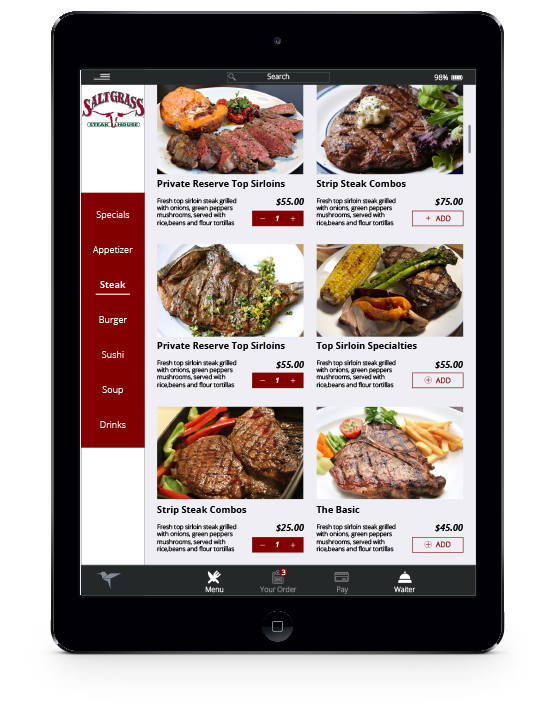 Search
98%
SALTGRASS
STEAK HOUSE
Specials
Appetizer
Steak
Burger
Sushi
Soup
Drinks
Private Reserve Top Sirloins
Fresh top sirloin steak grilled
with onions, green peppers
mushrooms, served with
rice,beans and flour tortillas
$55.00
− 1 +
Strip Steak Combos
Fresh top sirloin steak grilled
with onions, green peppers
mushrooms, served with
rice,beans and flour tortillas
$75.00
+ ADD
Private Reserve Top Sirloins
Fresh top sirloin steak grilled
with onions, green peppers
mushrooms, served with
rice,beans and flour tortillas
$55.00
− 1 +
Top Sirloin Specialties
Fresh top sirloin steak grilled
with onions, green peppers
mushrooms, served with
rice,beans and flour tortillas
$55.00
+ ADD
Strip Steak Combos
Fresh top sirloin steak grilled
with onions, green peppers
mushrooms, served with
rice,beans and flour tortillas
$25.00
− 1 +
The Basic
Fresh top sirloin steak grilled
with onions, green peppers
mushrooms, served with
rice,beans and flour tortillas
$45.00
+ ADD
Menu
3
Your Order
Pay
Waiter